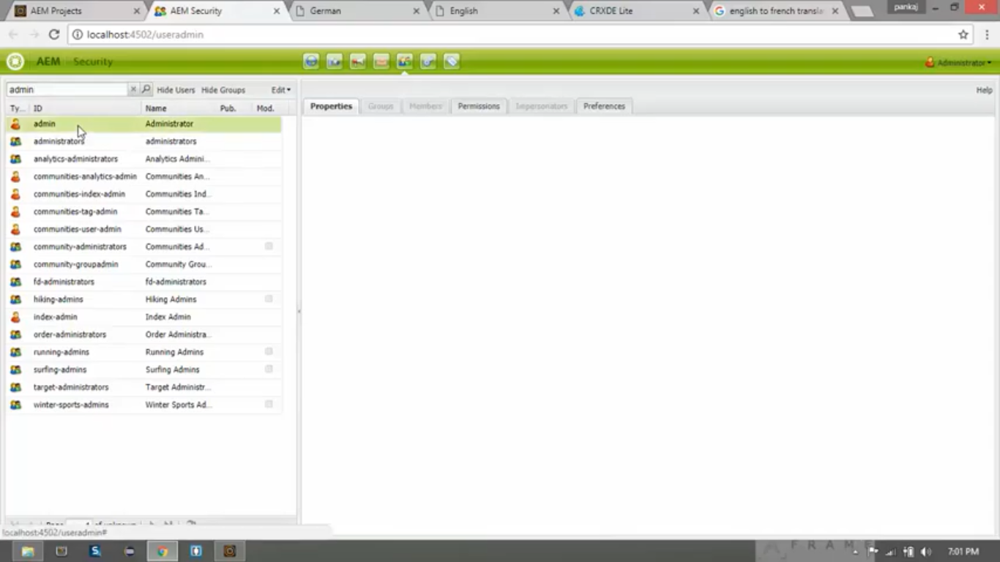 AEM Projects
AEM Security
German
English
CRXDE Lite
english to french transla
pankaj
localhost:4502/useradmin
AEM Security
Administrator
admin
Hide Users Hide Groups Edit
Help
Ty... ID Name Pub. Mod.
Properties Groups Members Permissions Impersonators Preferences
admin Administrator
administrators administrators
analytics-administrators Analytics Admini...
communities-analytics-admin Communities An...
communities-index-admin Communities Ind...
communities-tag-admin Communities Ta...
communities-user-admin Communities Us...
community-administrators Communities Ad...
community-groupadmin Community Grou...
fd-administrators fd-administrators
hiking-admins Hiking Admins
index-admin Index Admin
order-administrators Order Administra...
running-admins Running Admins
surfing-admins Surfing Admins
target-administrators Target Administr...
winter-sports-admins Winter Sports Ad...
localhost:4502/useradmin#
FRAM
7:01 PM